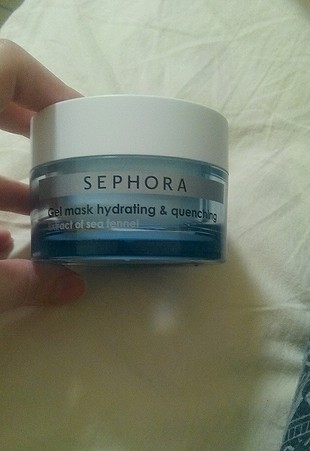 SEPHORA
Gel mask hydrating & quenching
Extract of sea fennel